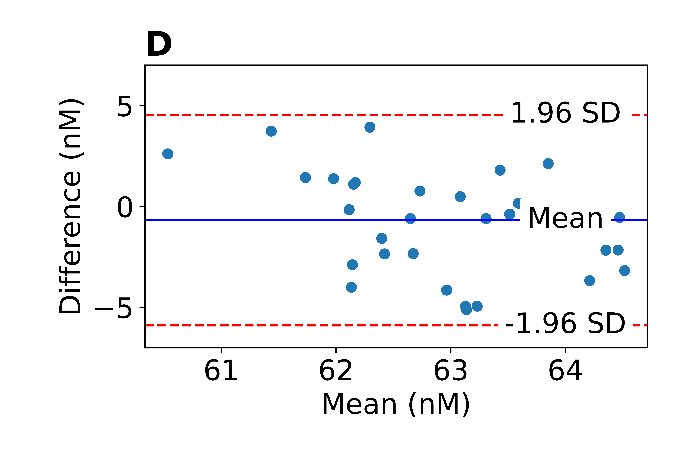 D
Difference (nM)
5
0
−5
1.96 SD
Mean
-1.96 SD
61 62 63 64
Mean (nM)